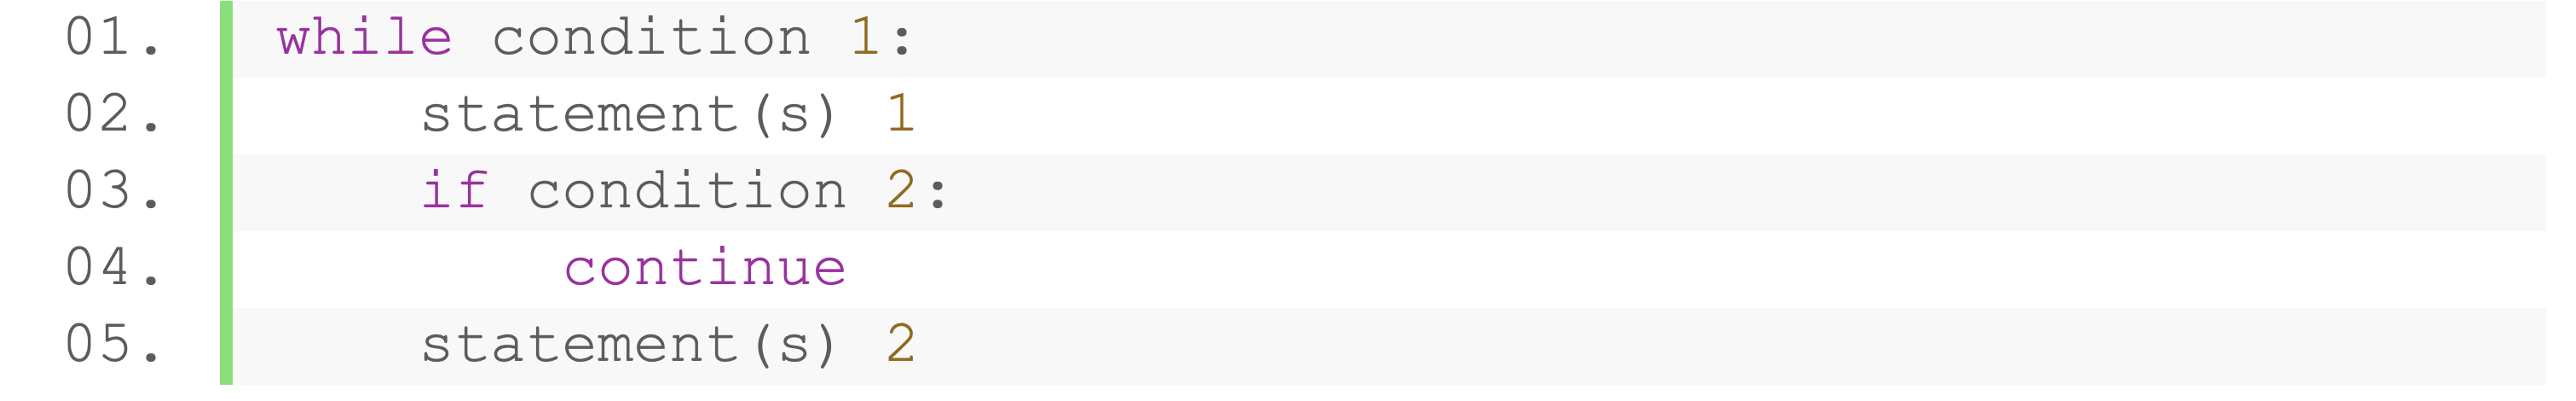 01. while condition 1:
02.     statement(s) 1
03.     if condition 2:
04.         continue
05.     statement(s) 2